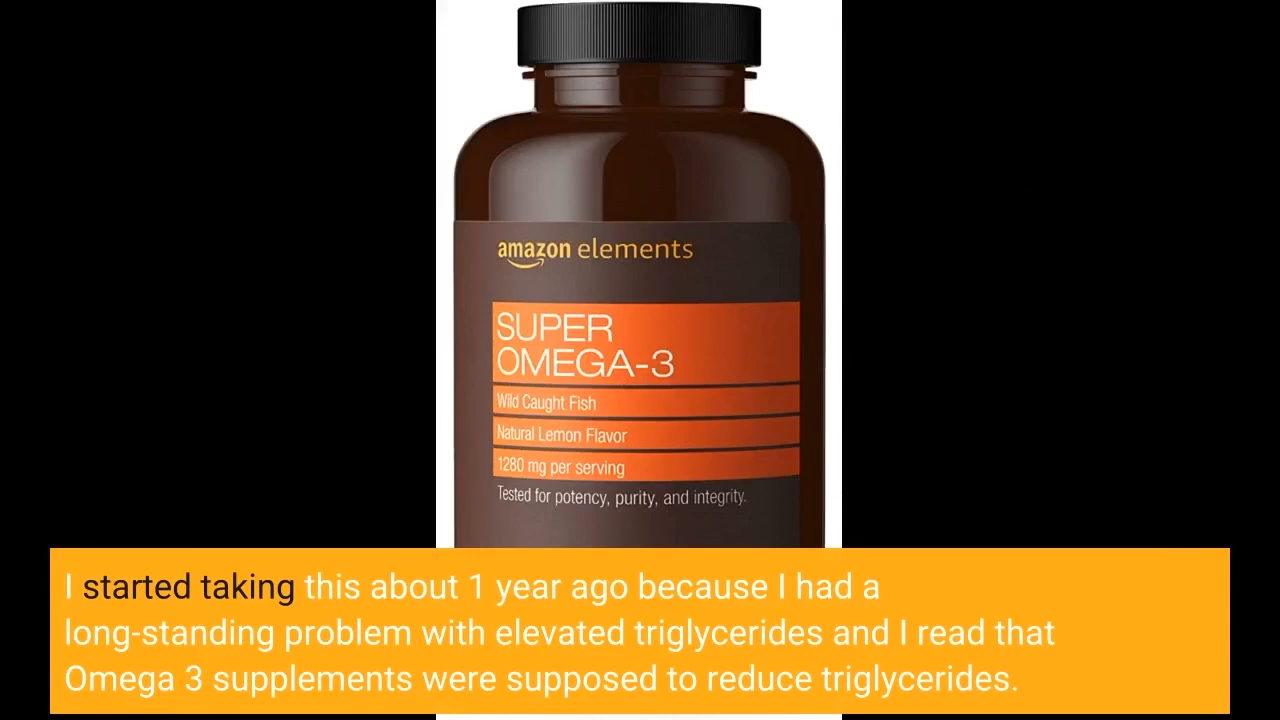 amazon elements
SUPER
OMEGA-3
Wild Caught Fish
Natural Lemon Flavor
1280 mg per serving
Tested for potency, purity, and integrity.
I started taking this about 1 year ago because I had a
long-standing problem with elevated triglycerides and I read that
Omega 3 supplements were supposed to reduce triglycerides.